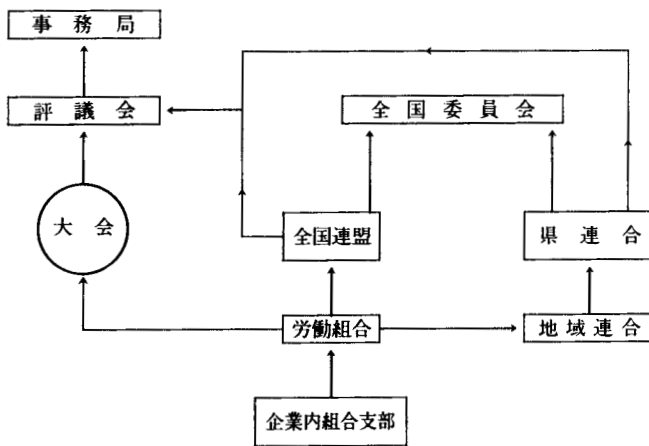 事務局
評議会
全国委員会
大会
全国連盟
県連合
労働組合
地域連合
企業内組合支部